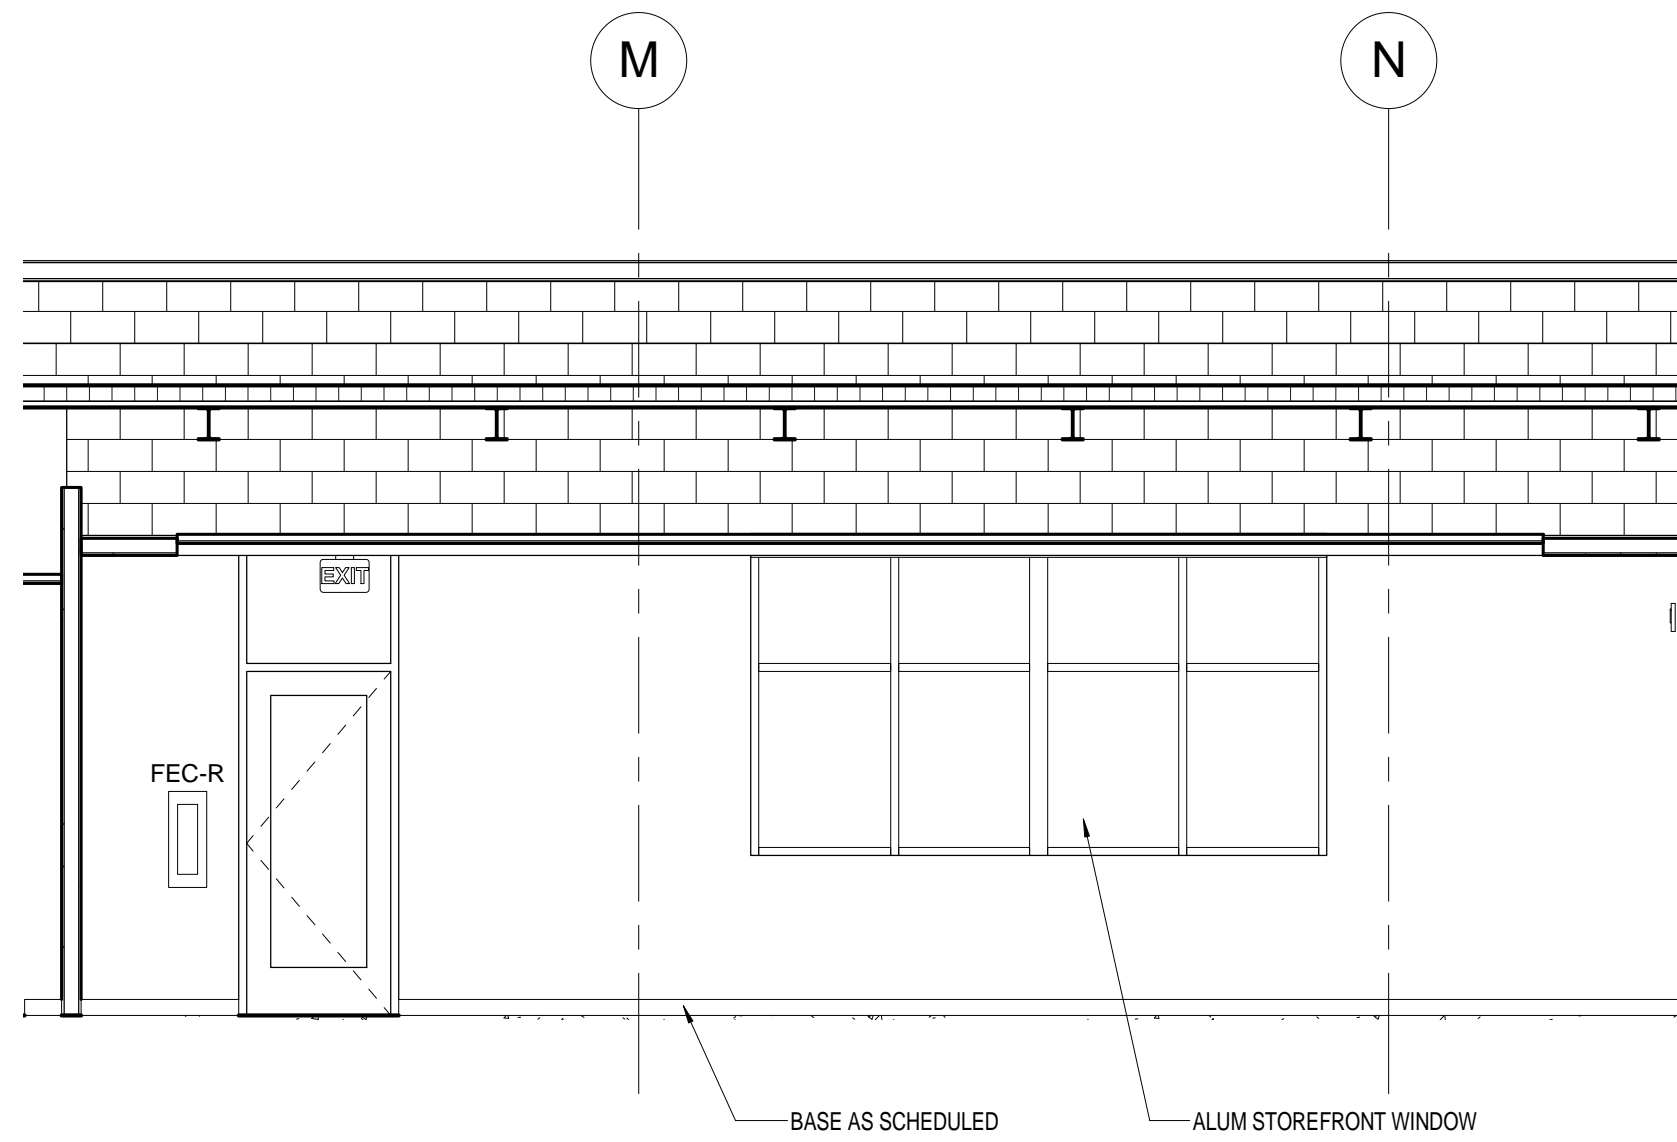 M
N
EXIT
FEC-R
BASE AS SCHEDULED
ALUM STOREFRONT WINDOW